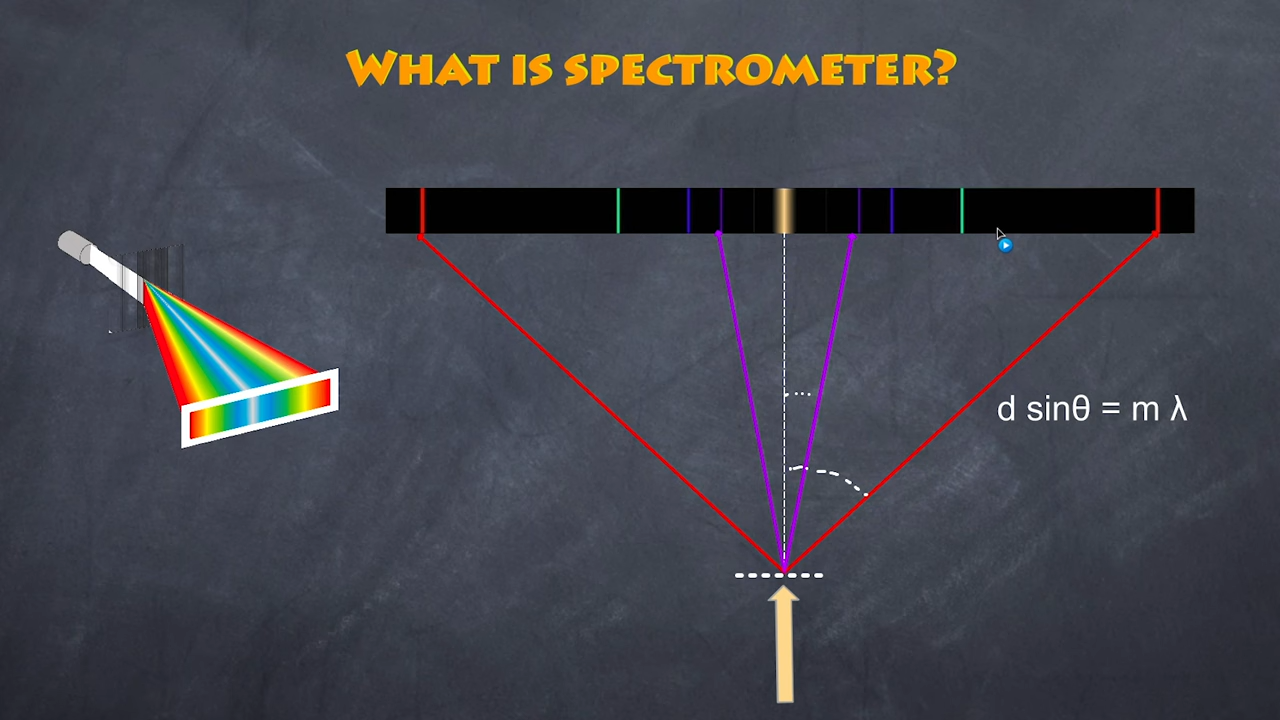 WHAT IS SPECTROMETER?
d sinθ = m λ